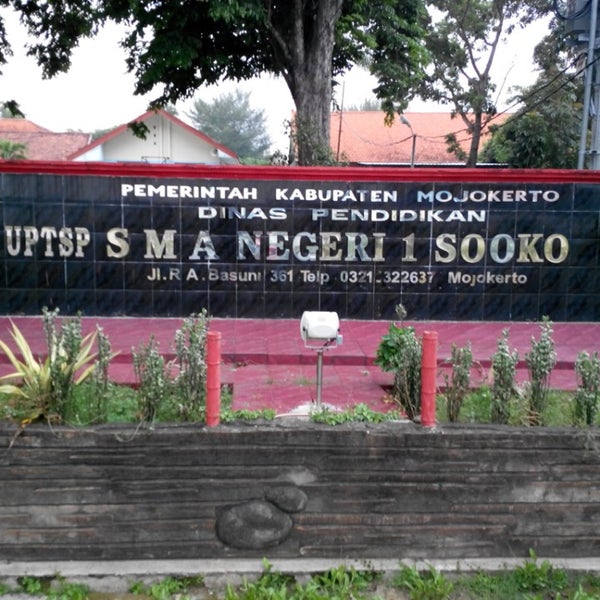 PEMERINTAH KABUPATEN MOJOKERTO
DINAS PENDIDIKAN
UPTSP SMA NEGERI 1 SOOKO
Jl. R A. Basuni 361 Telp 0321.322637 Mojokerto